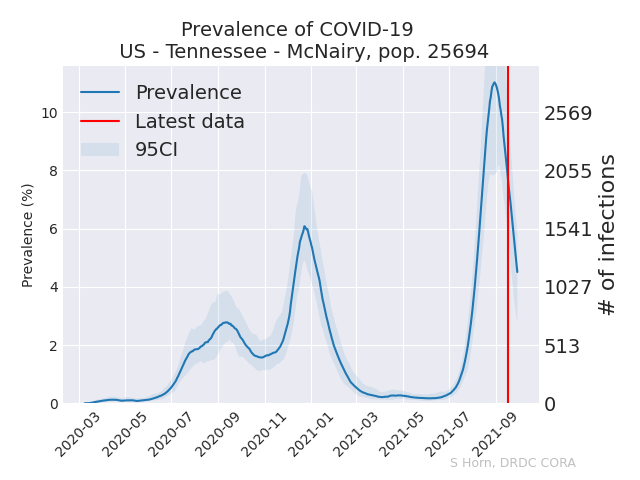 Prevalence of COVID-19
US - Tennessee - McNairy, pop. 25694
Prevalence
Latest data
95CI
Prevalence (%)
10
8
6
4
2
0
2569
2055
1541
1027
513
0
# of infections
2020-03
2020-05
2020-07
2020-09
2020-11
2021-01
2021-03
2021-05
2021-07
2021-09
S Horn, DRDC CORA